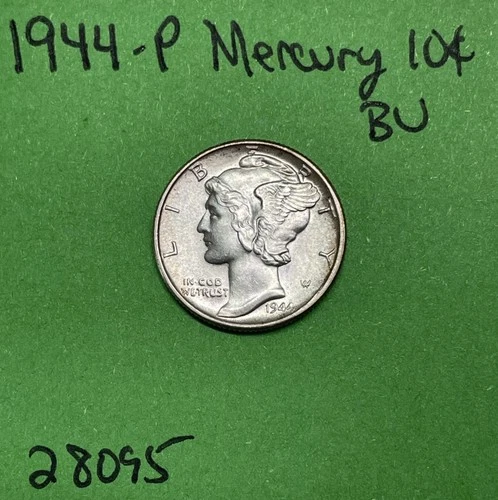 1944-P Mercury 10¢
BU
LIBERTY
IN·GOD
WE TRUST
W
1944
28095